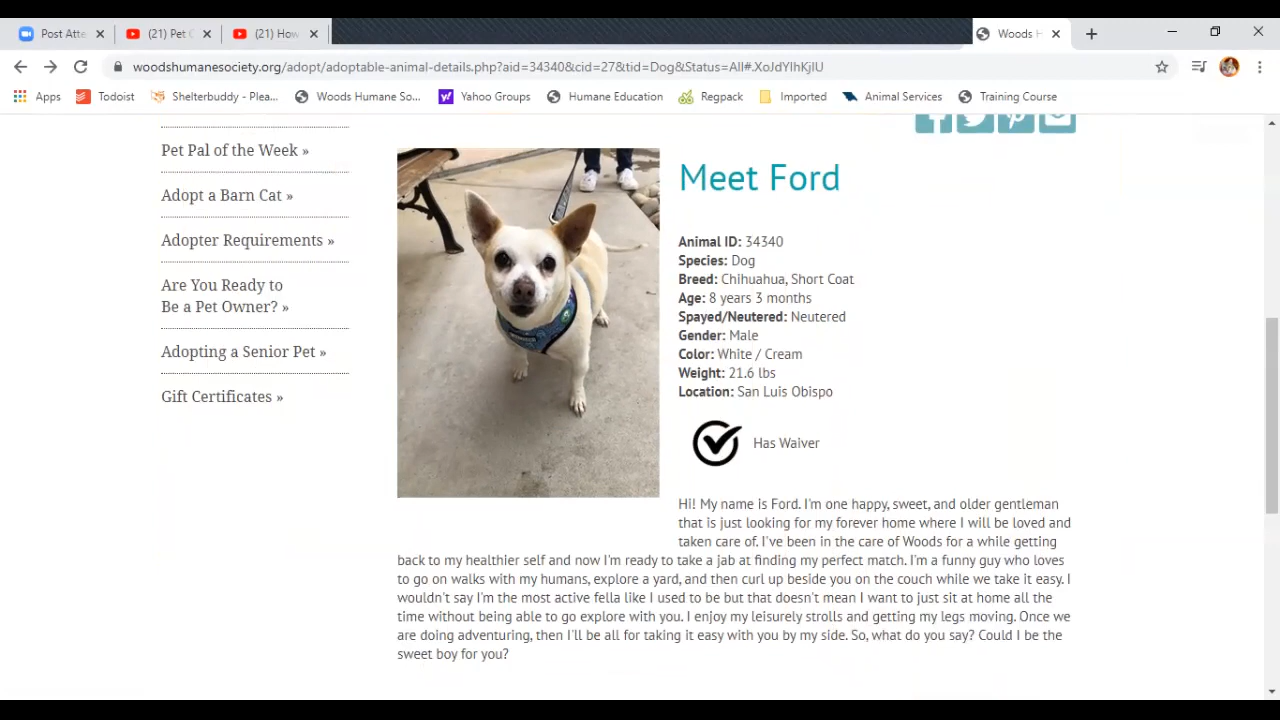 Post Atte
(21) Pet C
(21) How
Woods H
woodshumanesociety.org/adopt/adoptable-animal-details.php?aid=34340&cid=27&tid=Dog&Status=All#.XoJdYIhKjIU
Apps
Todoist
Shelterbuddy - Plea...
Woods Humane So...
Yahoo Groups
Humane Education
Regpack
Imported
Animal Services
Training Course
Pet Pal of the Week »
Adopt a Barn Cat »
Adopter Requirements »
Are You Ready to
Be a Pet Owner? »
Adopting a Senior Pet »
Gift Certificates »
Meet Ford
Animal ID: 34340
Species: Dog
Breed: Chihuahua, Short Coat
Age: 8 years 3 months
Spayed/Neutered: Neutered
Gender: Male
Color: White / Cream
Weight: 21.6 lbs
Location: San Luis Obispo
Has Waiver
Hi! My name is Ford. I'm one happy, sweet, and older gentleman
that is just looking for my forever home where I will be loved and
taken care of. I've been in the care of Woods for a while getting
back to my healthier self and now I'm ready to take a jab at finding my perfect match. I'm a funny guy who loves
to go on walks with my humans, explore a yard, and then curl up beside you on the couch while we take it easy. I
wouldn't say I'm the most active fella like I used to be but that doesn't mean I want to just sit at home all the
time without being able to go explore with you. I enjoy my leisurely strolls and getting my legs moving. Once we
are doing adventuring, then I'll be all for taking it easy with you by my side. So, what do you say? Could I be the
sweet boy for you?